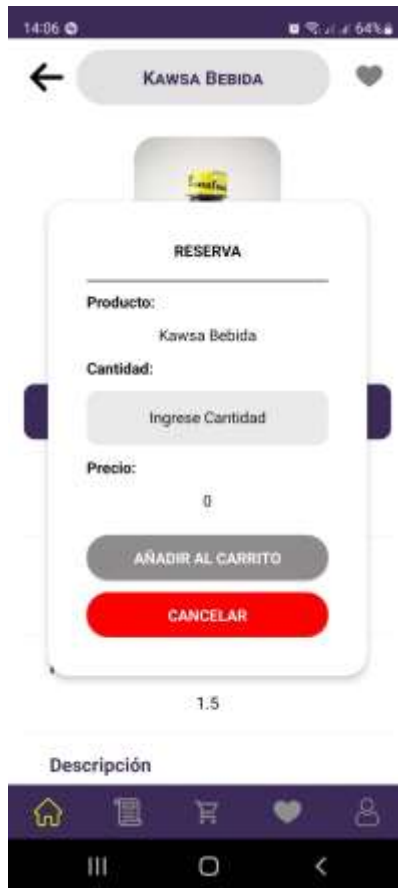 14:06
64%
KAWSA BEBIDA
RESERVA
Producto:
Kawsa Bebida
Cantidad:
Ingrese Cantidad
Precio:
0
AÑADIR AL CARRITO
CANCELAR
1.5
Descripción